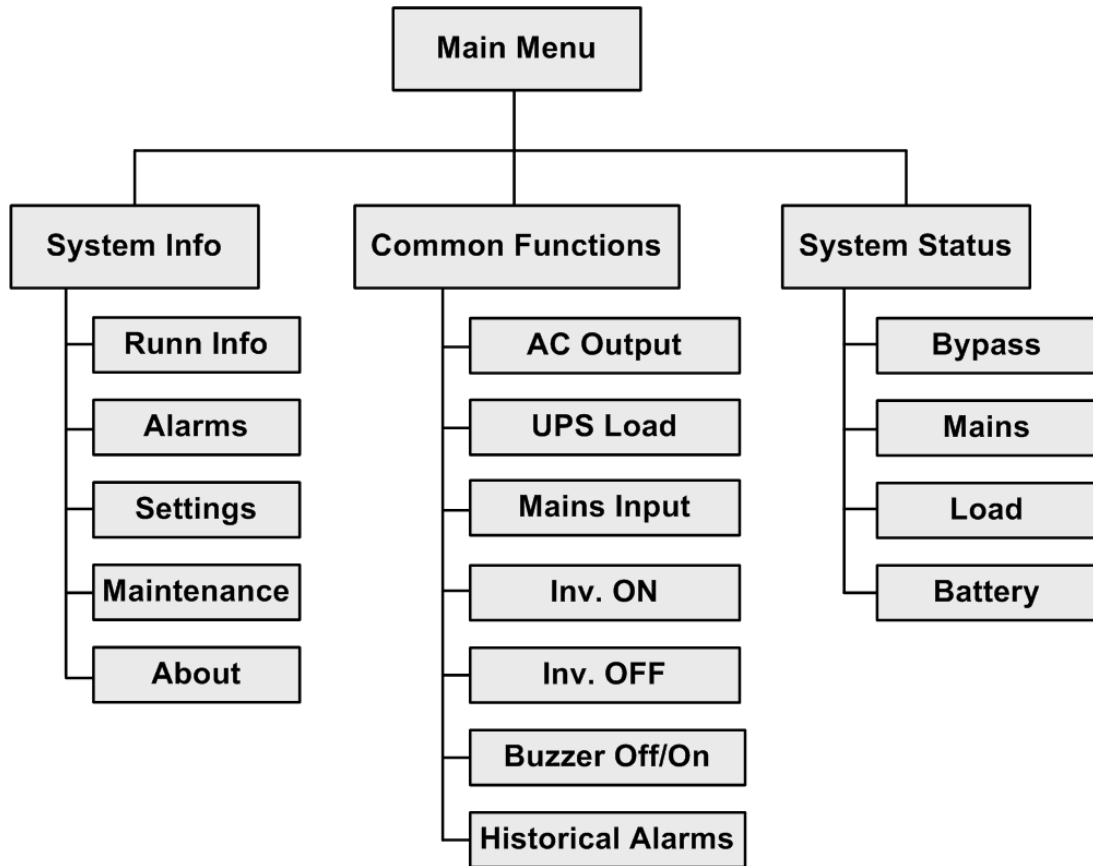 Main Menu
System Info
Common Functions
System Status
Runn Info
Alarms
Settings
Maintenance
About
AC Output
UPS Load
Mains Input
Inv. ON
Inv. OFF
Buzzer Off/On
Historical Alarms
Bypass
Mains
Load
Battery